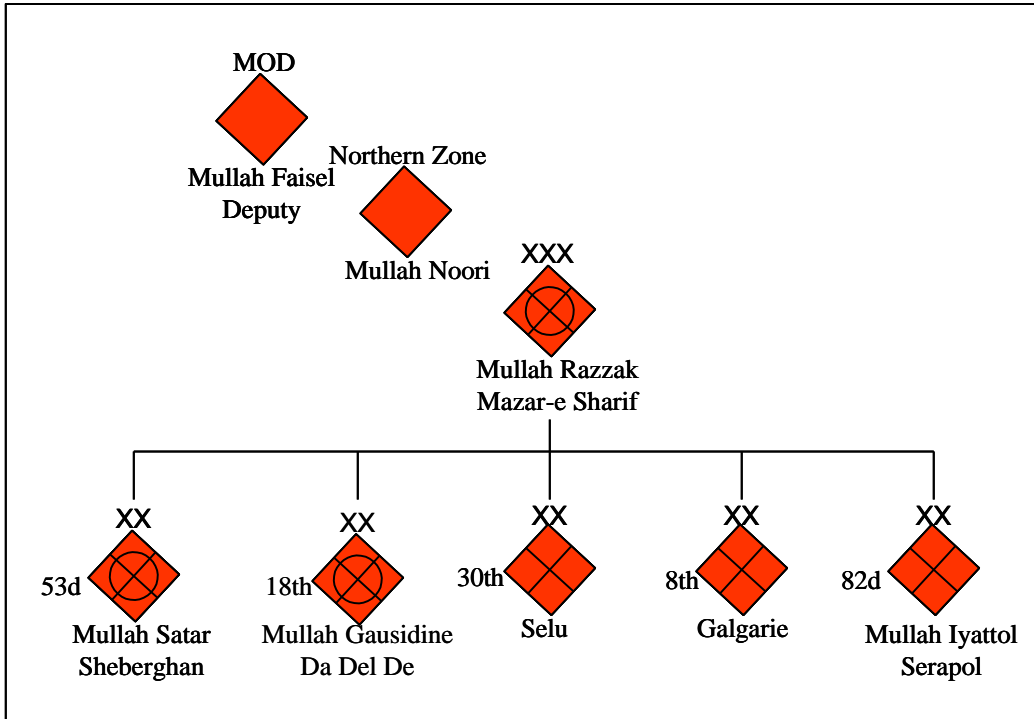 MOD
Mullah Faisel
Deputy
Northern Zone
Mullah Noori
XXX
Mullah Razzak
Mazar-e Sharif
XX
53d
Mullah Satar
Sheberghan
XX
18th
Mullah Gausidine
Da Del De
XX
30th
Selu
XX
8th
Galgarie
XX
82d
Mullah Iyattol
Serapol